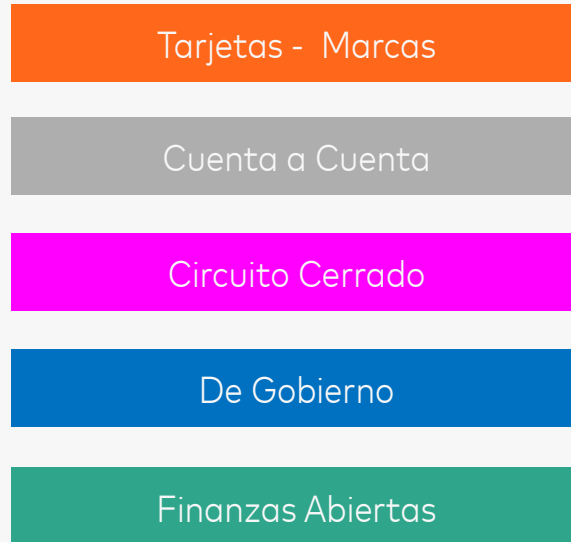 Tarjetas - Marcas
Cuenta a Cuenta
Circuito Cerrado
De Gobierno
Finanzas Abiertas